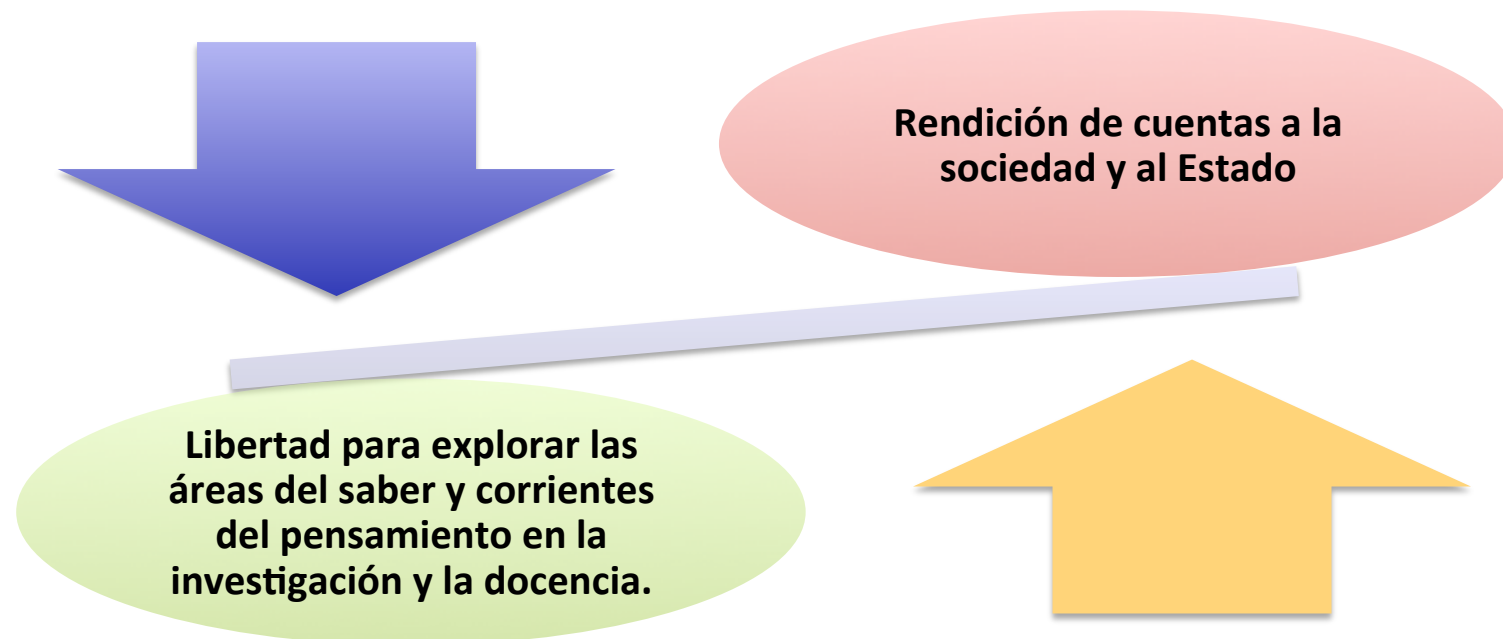 Rendición de cuentas a la
sociedad y al Estado
Libertad para explorar las
áreas del saber y corrientes
del pensamiento en la
investigación y la docencia.